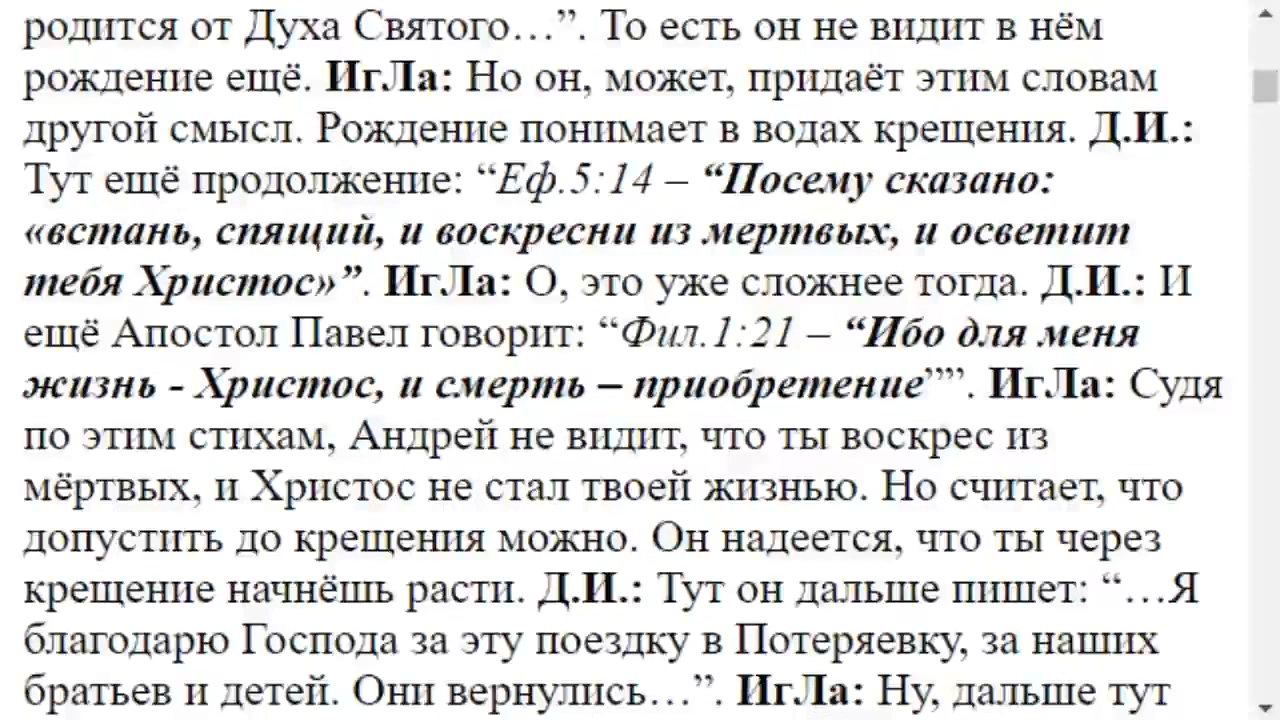 родится от Духа Святого…”. То есть он не видит в нём
рождение ещё. ИгЛа: Но он, может, придаёт этим словам
другой смысл. Рождение понимает в водах крещения. Д.И.:
Тут ещё продолжение: “Еф.5:14 – “Посему сказано:
«встань, спящий, и воскресни из мертвых, и осветит
тебя Христос»”. ИгЛа: О, это уже сложнее тогда. Д.И.: И
ещё Апостол Павел говорит: “Фил.1:21 – “Ибо для меня
жизнь - Христос, и смерть – приобретение””. ИгЛа: Судя
по этим стихам, Андрей не видит, что ты воскрес из
мёртвых, и Христос не стал твоей жизнью. Но считает, что
допустить до крещения можно. Он надеется, что ты через
крещение начнёшь расти. Д.И.: Тут он дальше пишет: “…Я
благодарю Господа за эту поездку в Потеряевку, за наших
братьев и детей. Они вернулись…”. ИгЛа: Ну, дальше тут